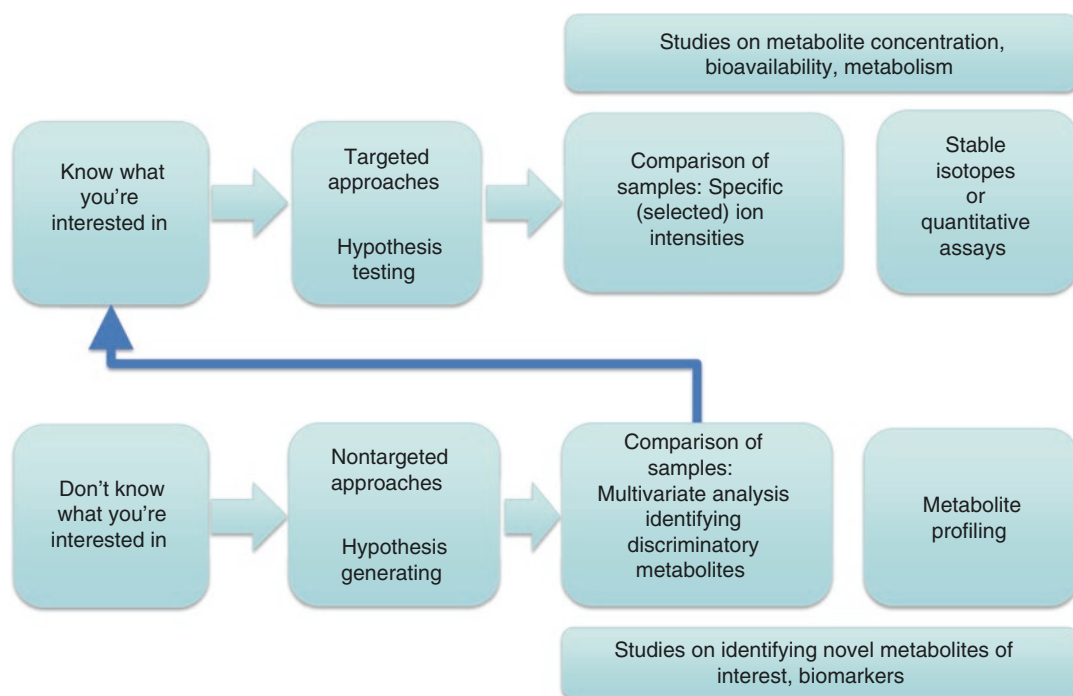 Studies on metabolite concentration,
bioavailability, metabolism
Know what
you're
interested in
Targeted
approaches
Hypothesis
testing
Comparison of
samples: Specific
(selected) ion
intensities
Stable
isotopes
or
quantitative
assays
Don't know
what you're
interested in
Nontargeted
approaches
Hypothesis
generating
Comparison of
samples:
Multivariate analysis
identifying
discriminatory
metabolites
Metabolite
profiling
Studies on identifying novel metabolites of
interest, biomarkers